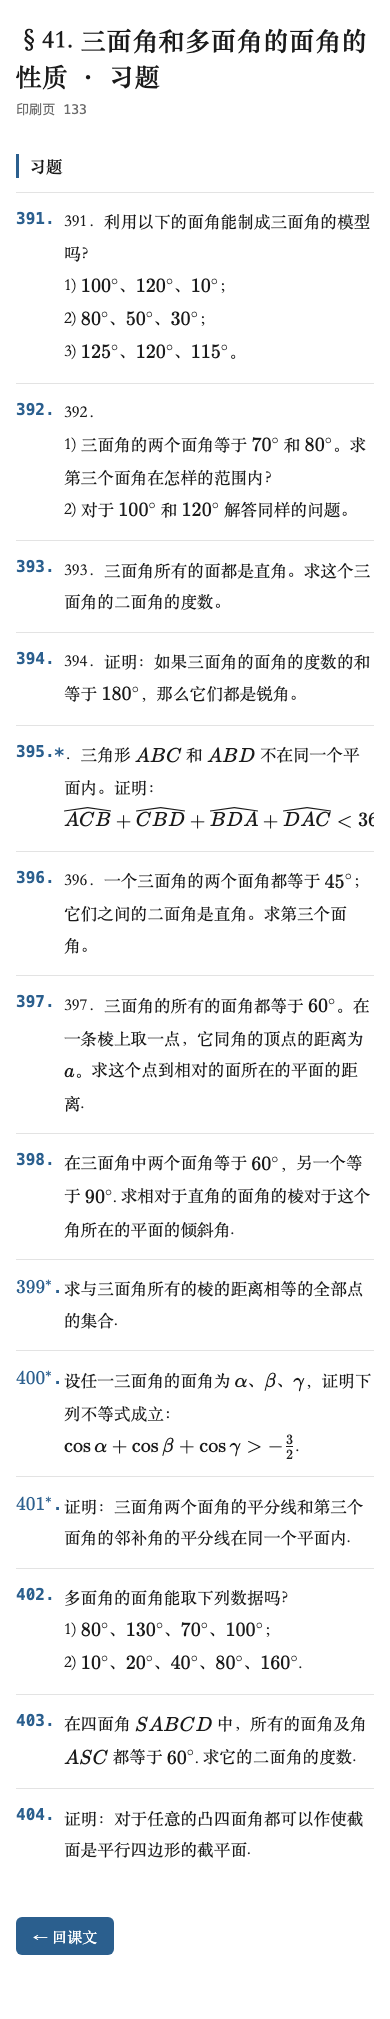 §41. 三面角和多面角的面角的
性质 · 习题
印刷页 133
习题
391. 391. 利用以下的面角能制成三面角的模型
吗?
1) 100°、120°、10°;
2) 80°、50°、30°;
3) 125°、120°、115°。
392. 392.
1) 三面角的两个面角等于 70° 和 80°。求
第三个面角在怎样的范围内?
2) 对于 100° 和 120° 解答同样的问题。
393. 393. 三面角所有的面都是直角。求这个三
面角的二面角的度数。
394. 394. 证明: 如果三面角的面角的度数的和
等于 180°, 那么它们都是锐角。
395.*. 三角形 ABC 和 ABD 不在同一个平
面内。证明:
\widehat{ACB} + \widehat{CBD} + \widehat{BDA} + \widehat{DAC} < 36
396. 396. 一个三面角的两个面角都等于 45°;
它们之间的二面角是直角。求第三个面
角。
397. 397. 三面角的所有的面角都等于 60°。在
一条棱上取一点, 它同角的顶点的距离为
a。求这个点到相对的面所在的平面的距
离.
398. 在三面角中两个面角等于 60°, 另一个等
于 90°. 求相对于直角的面角的棱对于这个
角所在的平面的倾斜角.
399*. 求与三面角所有的棱的距离相等的全部点
的集合.
400*. 设任一三面角的面角为 α、β、γ, 证明下
列不等式成立:
cos α + cos β + cos γ > −3/2.
401*. 证明: 三面角两个面角的平分线和第三个
面角的邻补角的平分线在同一个平面内.
402. 多面角的面角能取下列数据吗?
1) 80°、130°、70°、100°;
2) 10°、20°、40°、80°、160°.
403. 在四面角 SABCD 中, 所有的面角及角
ASC 都等于 60°. 求它的二面角的度数.
404. 证明: 对于任意的凸四面角都可以作使截
面是平行四边形的截平面.
← 回课文